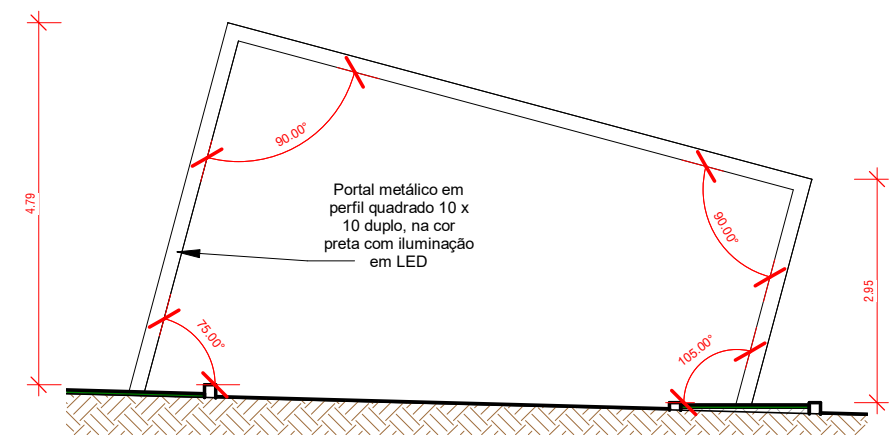 4.79
90.00°
Portal metálico em
perfil quadrado 10 x
10 duplo, na cor
preta com iluminação
em LED
90.00°
2.95
75.00°
105.00°